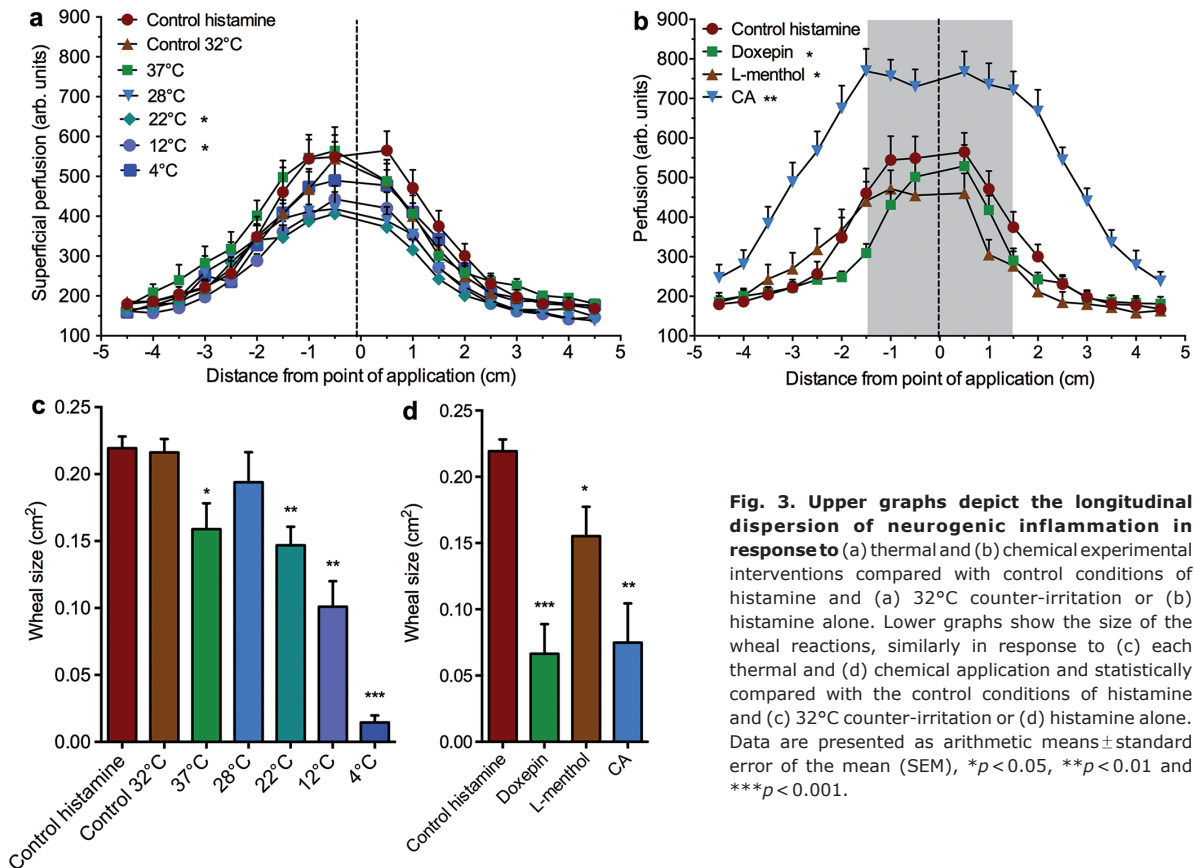 a
Superficial perfusion (arb. units)
900
800
700
600
500
400
300
200
100
Control histamine
Control 32°C
37°C
28°C
22°C *
12°C *
4°C
-5 -4 -3 -2 -1 0 1 2 3 4 5
Distance from point of application (cm)
b
Perfusion (arb. units)
900
800
700
600
500
400
300
200
100
Control histamine
Doxepin *
L-menthol *
CA **
-5 -4 -3 -2 -1 0 1 2 3 4 5
Distance from point of application (cm)
c
Wheal size (cm²)
0.25
0.20
0.15
0.10
0.05
0.00
*
**
**
***
Control histamine
Control 32°C
37°C
28°C
22°C
12°C
4°C
d
Wheal size (cm²)
0.25
0.20
0.15
0.10
0.05
0.00
***
*
**
Control histamine
Doxepin
L-menthol
CA
Fig. 3. Upper graphs depict the longitudinal
dispersion of neurogenic inflammation in
response to (a) thermal and (b) chemical experimental
interventions compared with control conditions of
histamine and (a) 32°C counter-irritation or (b)
histamine alone. Lower graphs show the size of the
wheal reactions, similarly in response to (c) each
thermal and (d) chemical application and statistically
compared with the control conditions of histamine
and (c) 32°C counter-irritation or (d) histamine alone.
Data are presented as arithmetic means±standard
error of the mean (SEM), *p<0.05, **p<0.01 and
***p<0.001.